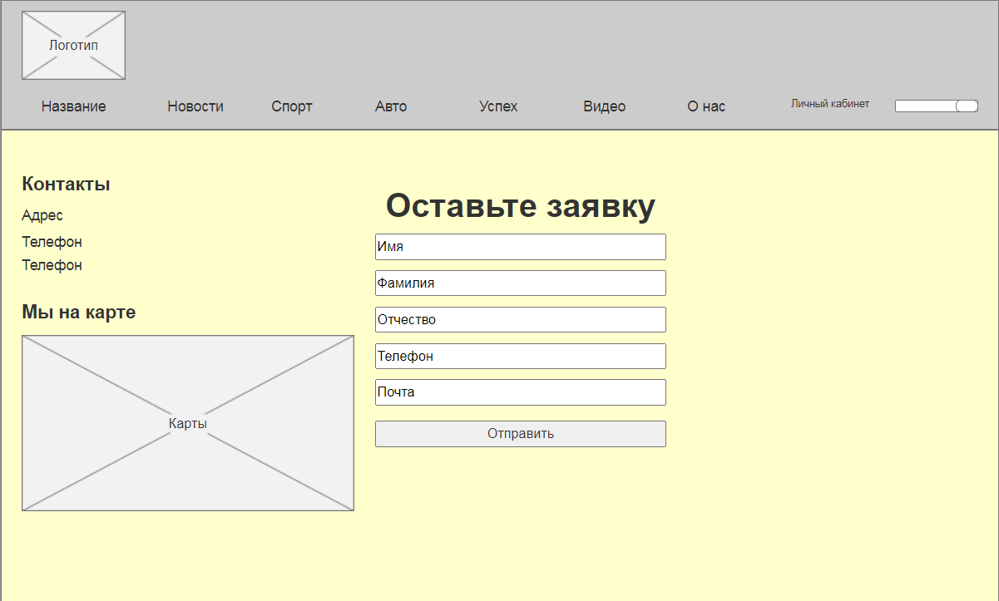 Логотип
Название Новости Спорт Авто Успех Видео О нас Личный кабинет
Контакты
Адрес
Телефон
Телефон
Мы на карте
Карты
Оставьте заявку
Имя
Фамилия
Отчество
Телефон
Почта
Отправить